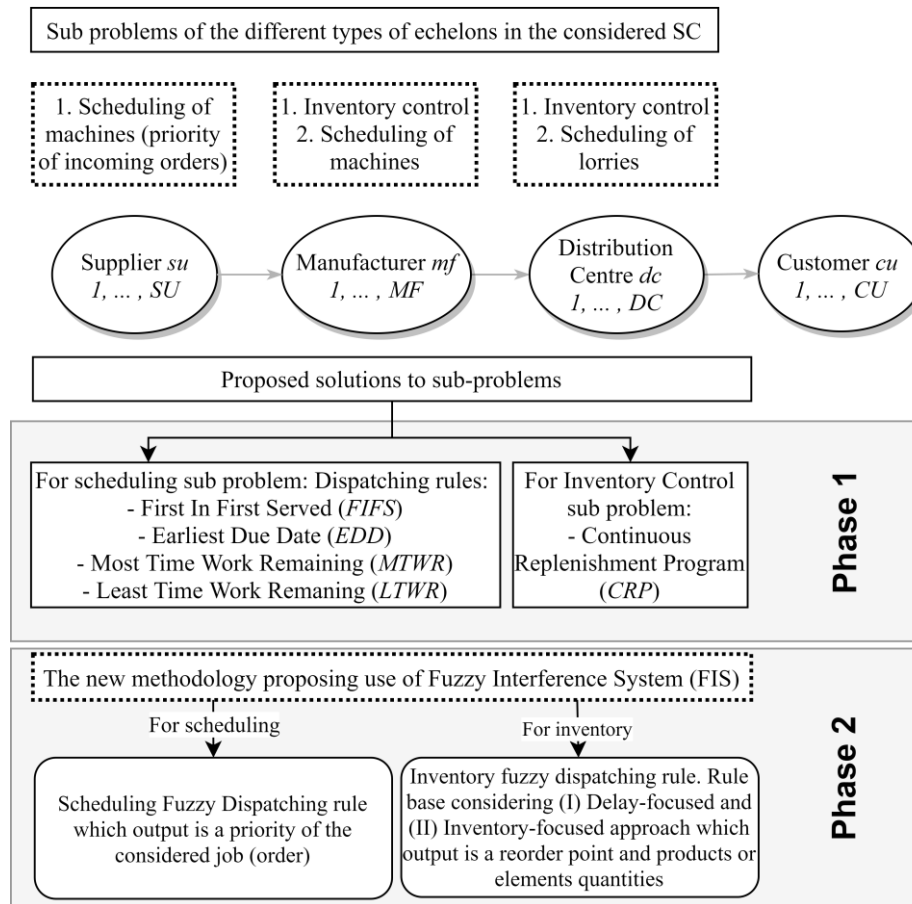 Sub problems of the different types of echelons in the considered SC
1. Scheduling of
machines (priority
of incoming orders)
1. Inventory control
2. Scheduling of
machines
1. Inventory control
2. Scheduling of
lorries
Supplier su
1, ... , SU
Manufacturer mf
1, ... , MF
Distribution
Centre dc
1, ... , DC
Customer cu
1, ... , CU
Proposed solutions to sub-problems
Phase 1
For scheduling sub problem: Dispatching rules:
- First In First Served (FIFS)
- Earliest Due Date (EDD)
- Most Time Work Remaining (MTWR)
- Least Time Work Remaning (LTWR)
For Inventory Control
sub problem:
- Continuous
Replenishment Program
(CRP)
Phase 2
The new methodology proposing use of Fuzzy Interference System (FIS)
For scheduling
For inventory
Scheduling Fuzzy Dispatching rule
which output is a priority of the
considered job (order)
Inventory fuzzy dispatching rule. Rule
base considering (I) Delay-focused and
(II) Inventory-focused approach which
output is a reorder point and products or
elements quantities